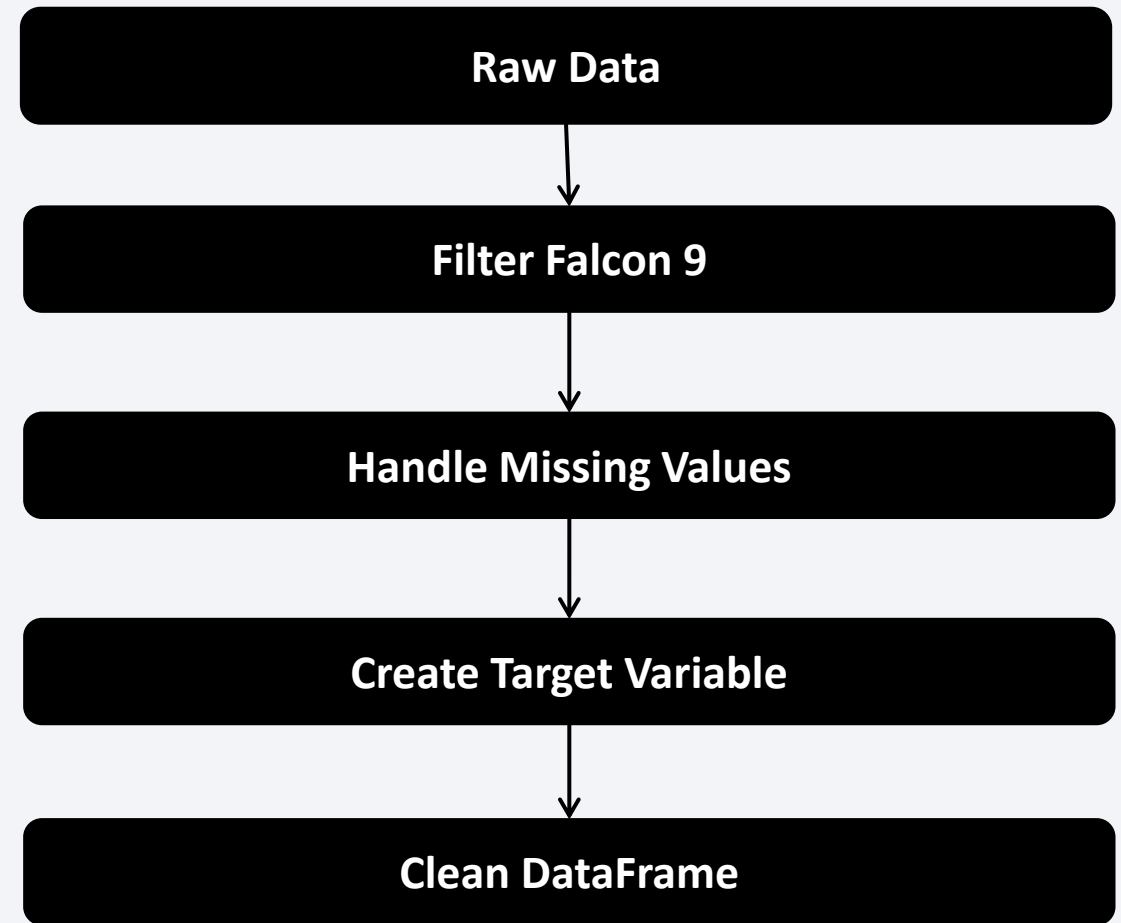 Raw Data
Filter Falcon 9
Handle Missing Values
Create Target Variable
Clean DataFrame